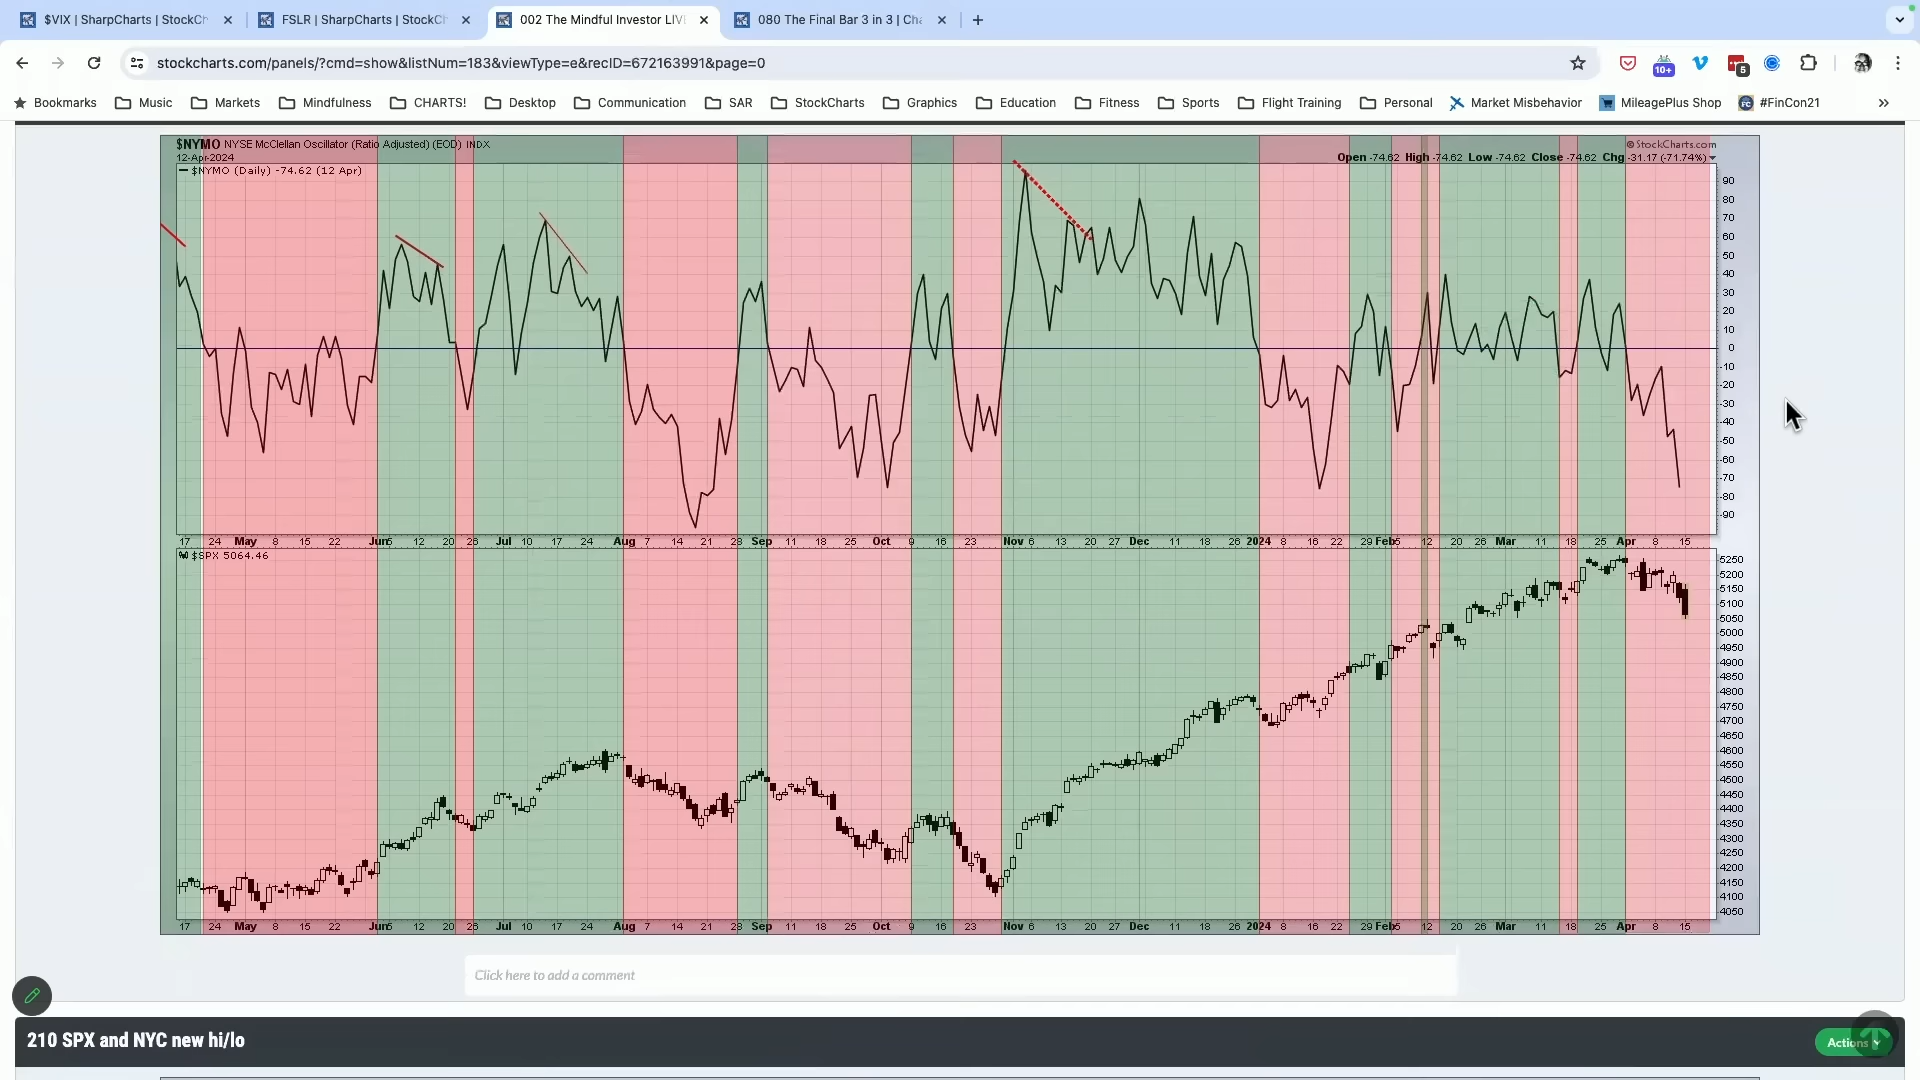 $VIX | SharpCharts | StockCh
FSLR | SharpCharts | StockCh
002 The Mindful Investor LIVE
080 The Final Bar 3 in 3 | Cha
stockcharts.com/panels/?cmd=show&listNum=183&viewType=e&recID=672163991&page=0
10+
5
Bookmarks Music Markets Mindfulness CHARTS! Desktop Communication SAR StockCharts Graphics Education Fitness Sports Flight Training Personal Market Misbehavior MileagePlus Shop #FinCon21 »
$NYMO NYSE McClellan Oscillator (Ratio Adjusted) (EOD) INDX
© StockCharts.com
12-Apr-2024
Open -74.62 High -74.62 Low -74.62 Close -74.62 Chg -31.17 (-71.74%)
$NYMO (Daily) -74.62 (12 Apr)
90
80
70
60
50
40
30
20
10
0
-10
-20
-30
-40
-50
-60
-70
-80
-90
17 24 May 8 15 22 Jun5 12 20 26 Jul 10 17 24 Aug 7 14 21 28 Sep 11 18 25 Oct 9 16 23 Nov 6 13 20 27 Dec 11 18 26 2024 8 16 22 29 Feb5 12 20 26 Mar 11 18 25 Apr 8 15
$SPX 5064.46
5250
5200
5150
5100
5050
5000
4950
4900
4850
4800
4750
4700
4650
4600
4550
4500
4450
4400
4350
4300
4250
4200
4150
4100
4050
17 24 May 8 15 22 Jun5 12 20 26 Jul 10 17 24 Aug 7 14 21 28 Sep 11 18 25 Oct 9 16 23 Nov 6 13 20 27 Dec 11 18 26 2024 8 16 22 29 Feb5 12 20 26 Mar 11 18 25 Apr 8 15
Click here to add a comment
210 SPX and NYC new hi/lo
Actions